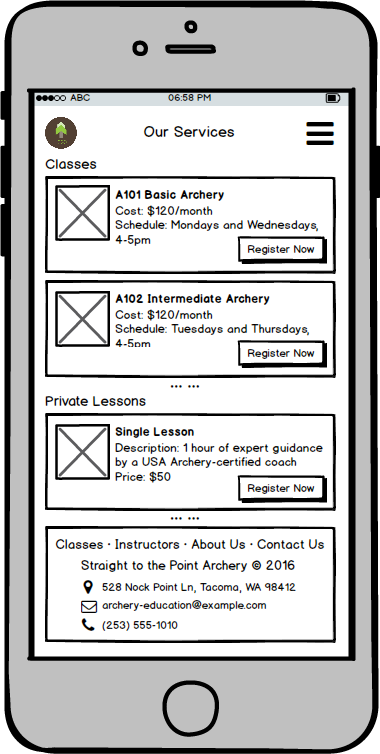 ABC 06:58 PM
Our Services
Classes
A101 Basic Archery
Cost: $120/month
Schedule: Mondays and Wednesdays,
4-5pm
Register Now
A102 Intermediate Archery
Cost: $120/month
Schedule: Tuesdays and Thursdays,
4-5pm
Register Now
... ...
Private Lessons
Single Lesson
Description: 1 hour of expert guidance
by a USA Archery-certified coach
Price: $50
Register Now
... ...
Classes · Instructors · About Us · Contact Us
Straight to the Point Archery © 2016
528 Nock Point Ln, Tacoma, WA 98412
archery-education@example.com
(253) 555-1010